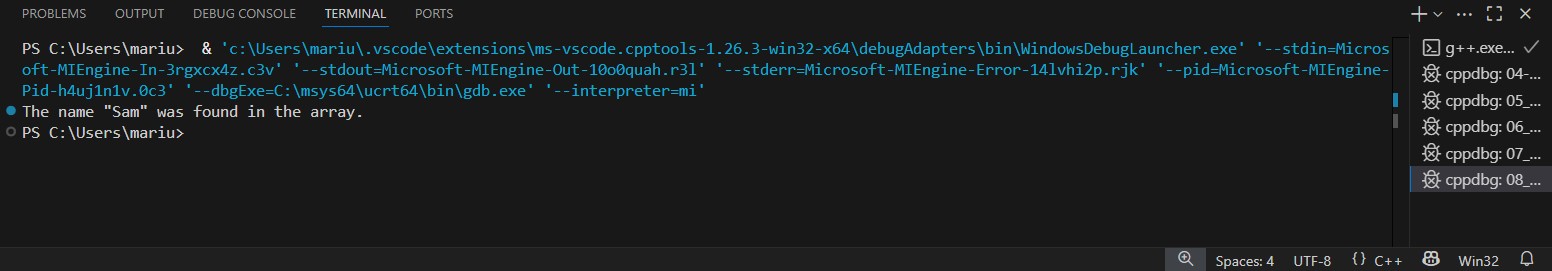 PROBLEMS OUTPUT DEBUG CONSOLE TERMINAL PORTS
PS C:\Users\mariu>  & 'c:\Users\mariu\.vscode\extensions\ms-vscode.cpptools-1.26.3-win32-x64\debugAdapters\bin\WindowsDebugLauncher.exe' '--stdin=Micros
oft-MIEngine-In-3rgxcx4z.c3v' '--stdout=Microsoft-MIEngine-Out-10o0quah.r3l' '--stderr=Microsoft-MIEngine-Error-14lvhi2p.rjk' '--pid=Microsoft-MIEngine-
Pid-h4uj1n1v.0c3' '--dbgExe=C:\msys64\ucrt64\bin\gdb.exe' '--interpreter=mi'
The name "Sam" was found in the array.
PS C:\Users\mariu>
g++.exe...
cppdbg: 04-...
cppdbg: 05_...
cppdbg: 06_...
cppdbg: 07_...
cppdbg: 08_...
Spaces: 4 UTF-8 {} C++ Win32